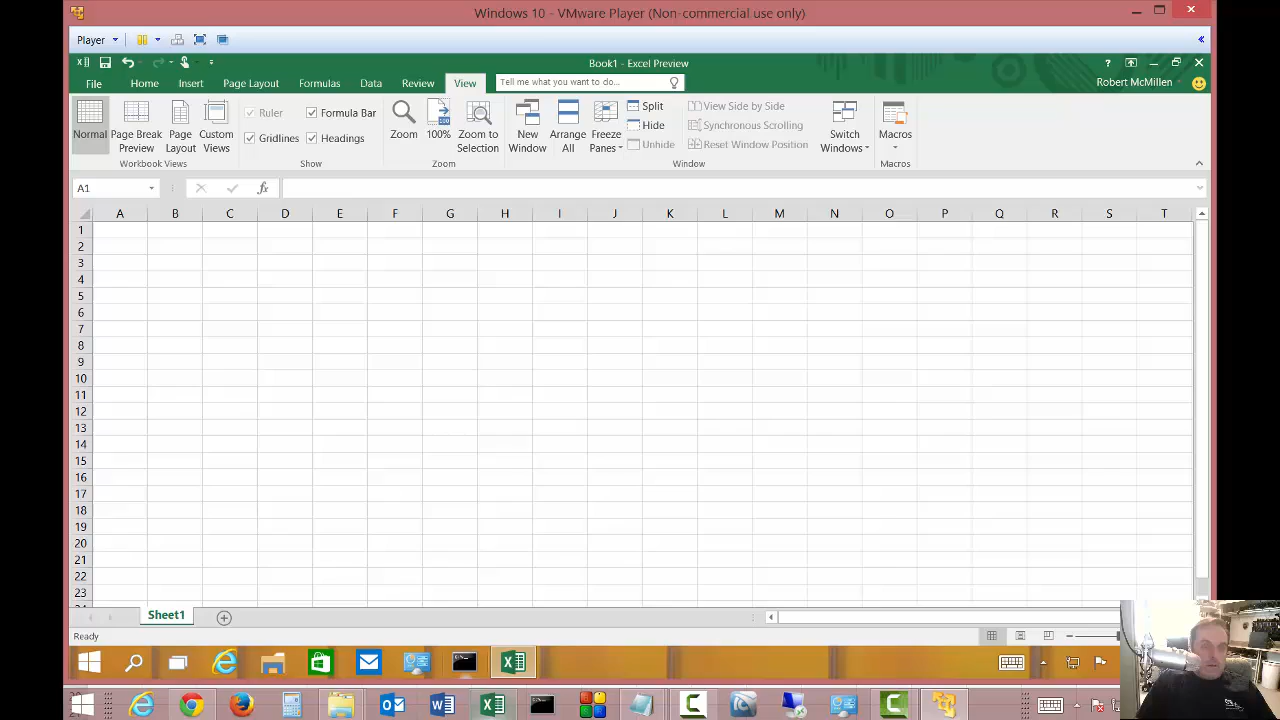 Windows 10 - VMware Player (Non-commercial use only)
Player
Book1 - Excel Preview
File Home Insert Page Layout Formulas Data Review View Tell me what you want to do... Robert McMillen
Normal Page Break Preview Page Layout Custom Views
Ruler Formula Bar
Gridlines Headings
Zoom 100% Zoom to Selection
New Window Arrange All Freeze Panes
Split
Hide
Unhide
View Side by Side
Synchronous Scrolling
Reset Window Position
Switch Windows Macros
Workbook Views Show Zoom Window Macros
A1 fx
A B C D E F G H I J K L M N O P Q R S T
1
2
3
4
5
6
7
8
9
10
11
12
13
14
15
16
17
18
19
20
21
22
23
Sheet1
Ready